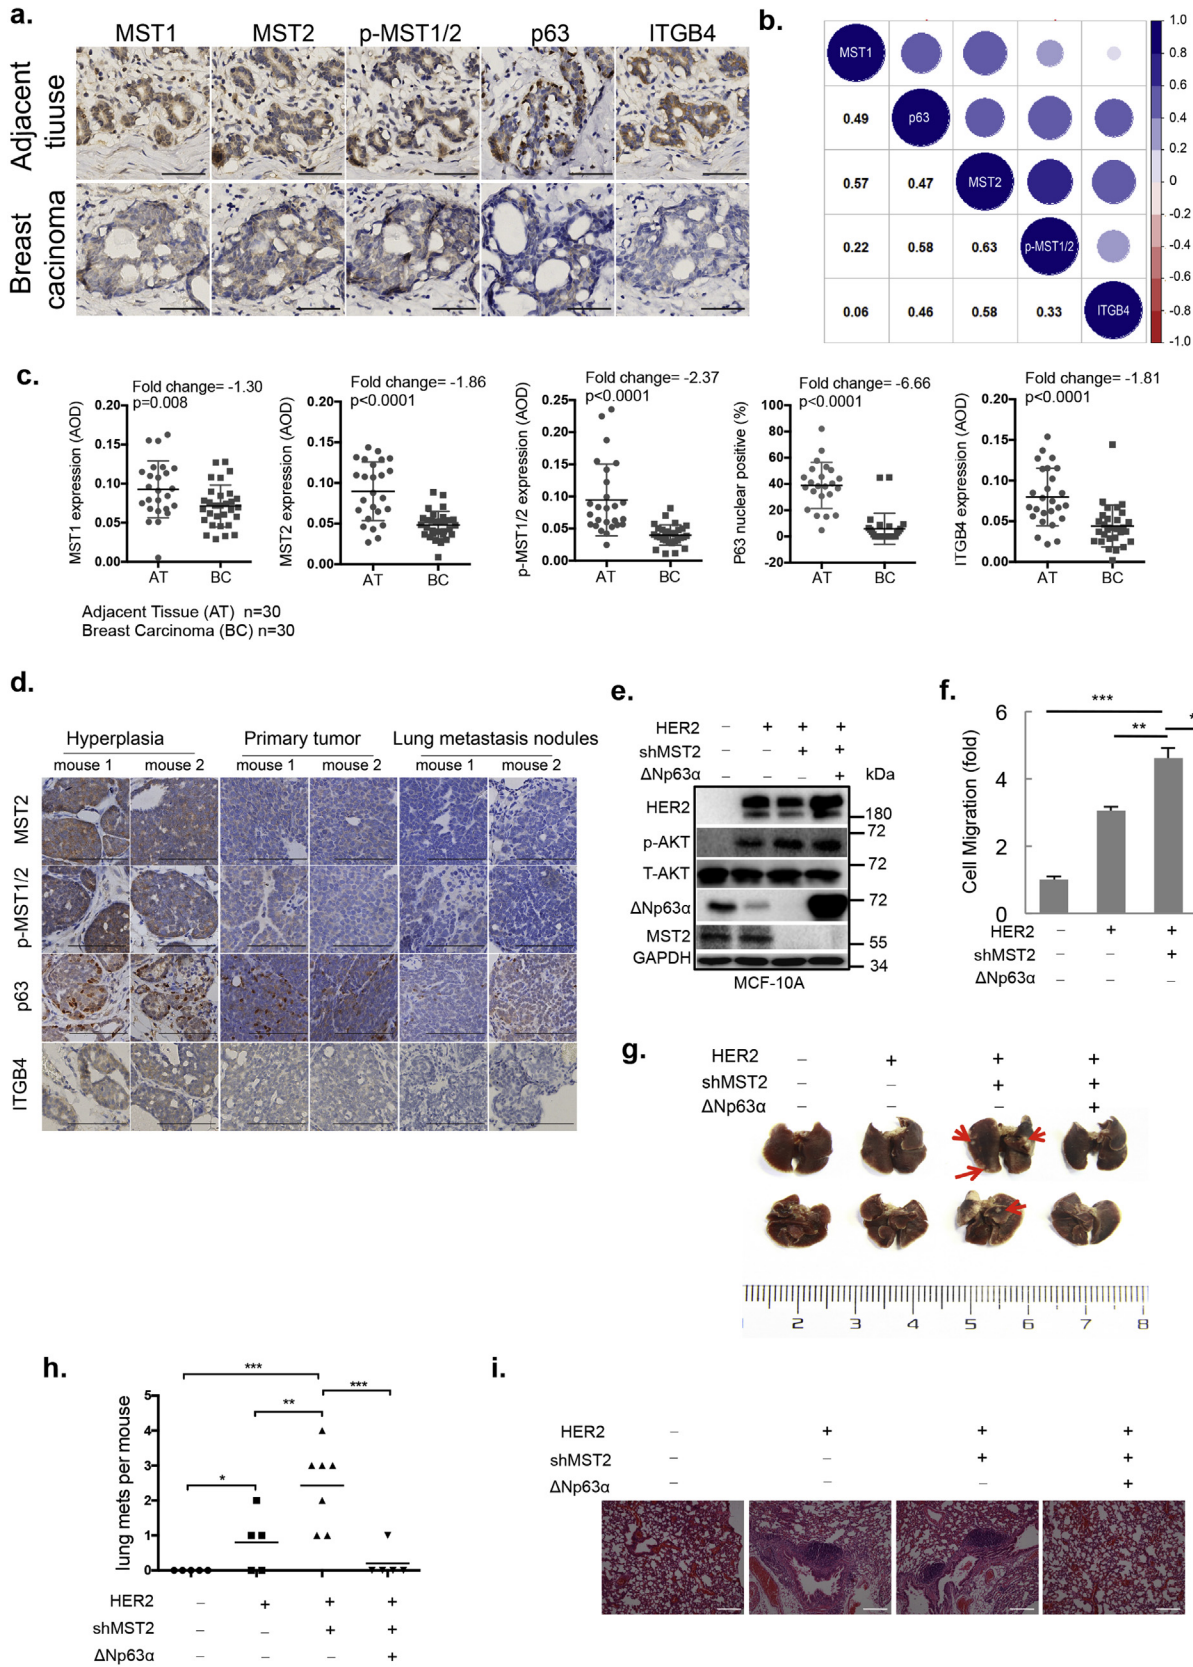 a.
MST1 MST2 p-MST1/2 p63 ITGB4
Adjacent
tiuuse
Breast
cacinoma
b.
MST1
0.49 p63
0.57 0.47 MST2
0.22 0.58 0.63 p-MST1/2
0.06 0.46 0.58 0.33 ITGB4
1.0
0.8
0.6
0.4
0.2
0
-0.2
-0.4
-0.6
-0.8
-1.0
c.
Fold change= -1.30
p=0.008
MST1 expression (AOD)
0.20
0.15
0.10
0.05
0.00
AT BC
Fold change= -1.86
p<0.0001
MST2 expression (AOD)
0.20
0.15
0.10
0.05
0.00
AT BC
Fold change= -2.37
p<0.0001
p-MST1/2 expression (AOD)
0.25
0.20
0.15
0.10
0.05
0.00
AT BC
Fold change= -6.66
p<0.0001
P63 nuclear positive (%)
100
80
60
40
20
0
-20
AT BC
Fold change= -1.81
p<0.0001
ITGB4 expression (AOD)
0.20
0.15
0.10
0.05
0.00
AT BC
Adjacent Tissue (AT) n=30
Breast Carcinoma (BC) n=30
d.
Hyperplasia Primary tumor Lung metastasis nodules
mouse 1 mouse 2 mouse 1 mouse 2 mouse 1 mouse 2
MST2
p-MST1/2
p63
ITGB4
e.
HER2 – + + +
shMST2 – – + +
ΔNp63α – – – + kDa
HER2 180
p-AKT 72
T-AKT 72
ΔNp63α 72
MST2 55
GAPDH 34
MCF-10A
f.
Cell Migration (fold)
6
4
2
0
***
**
*
HER2 – + +
shMST2 – – +
ΔNp63α – – –
g.
HER2 – + + +
shMST2 – – + +
ΔNp63α – – – +
2 3 4 5 6 7 8
h.
lung mets per mouse
5
4
3
2
1
0
***
**
***
*
HER2 – + + +
shMST2 – – + +
ΔNp63α – – – +
i.
HER2 – + + +
shMST2 – – + +
ΔNp63α – – – +